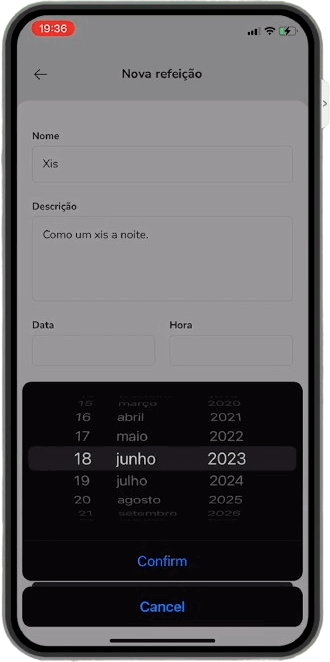 19:36
Nova refeição
Nome
Xis
Descrição
Como um xis a noite.
Data Hora
15 março 2020
16 abril 2021
17 maio 2022
18 junho 2023
19 julho 2024
20 agosto 2025
21 setembro 2026
Confirm
Cancel